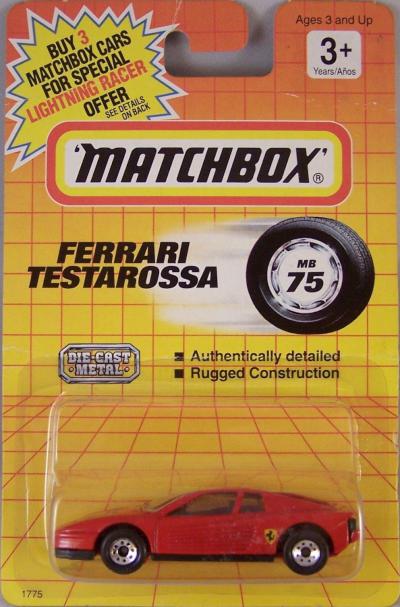 BUY 3
MATCHBOX CARS
FOR SPECIAL
LIGHTNING RACER
OFFER
SEE DETAILS
ON BACK
Ages 3 and Up
3+
Years/Años
'MATCHBOX'®
FERRARI
TESTAROSSA
MB
75
DIE-CAST
METAL
■ Authentically detailed
■ Rugged Construction
1775